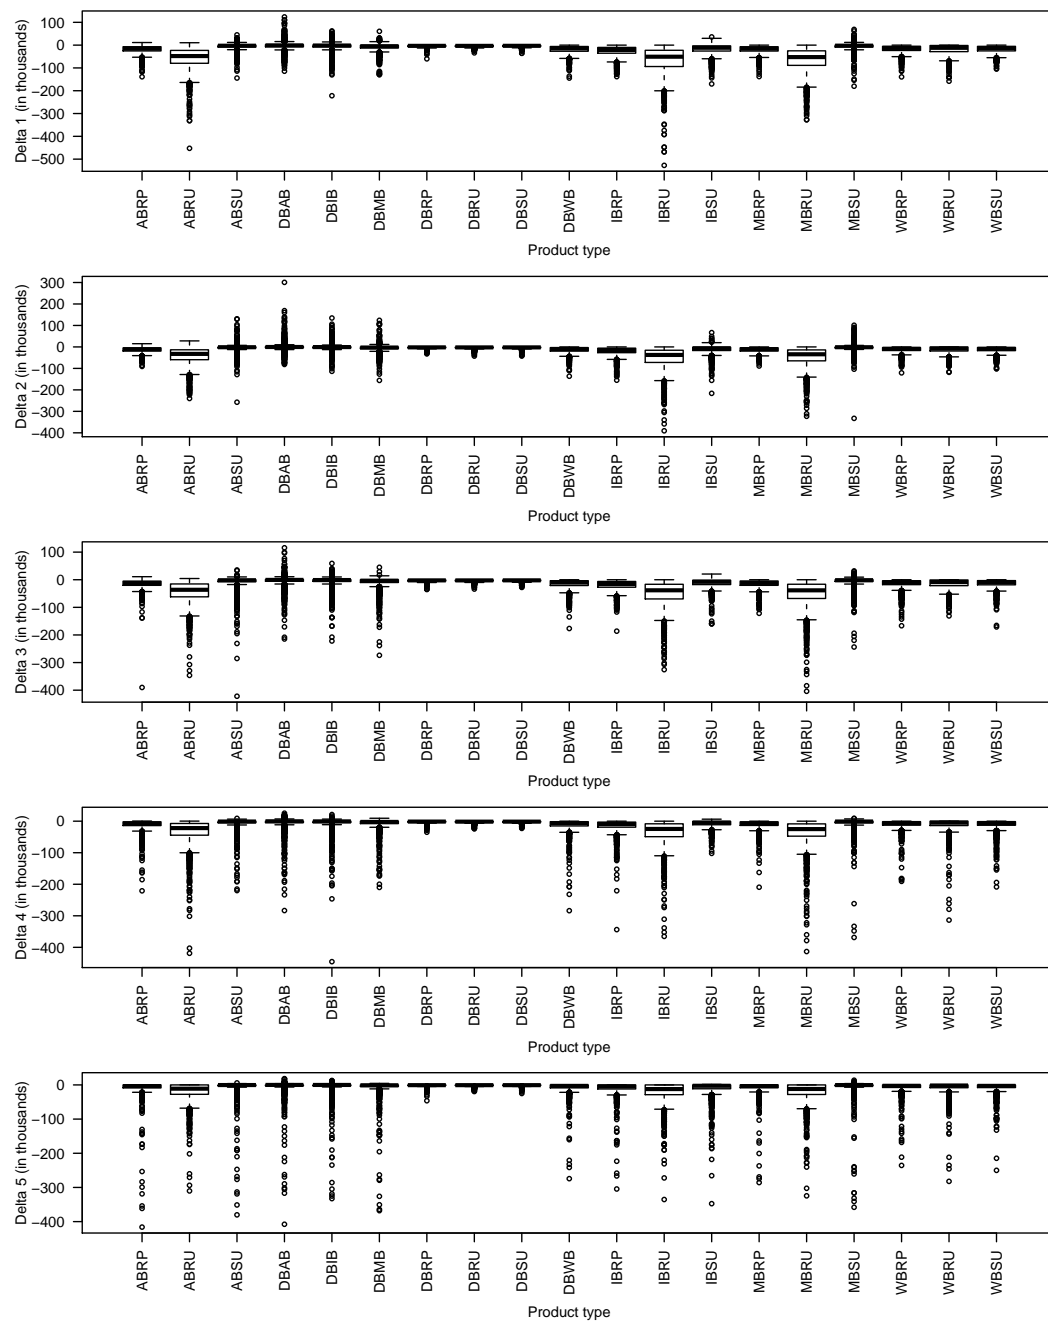 Delta 1 (in thousands)
100
0
−100
−200
−300
−400
−500
ABRP ABRU ABSU DBAB DBIB DBMB DBRP DBRU DBSU DBWB IBRP IBRU IBSU MBRP MBRU MBSU WBRP WBRU WBSU
Product type
Delta 2 (in thousands)
300
200
100
0
−100
−200
−300
−400
ABRP ABRU ABSU DBAB DBIB DBMB DBRP DBRU DBSU DBWB IBRP IBRU IBSU MBRP MBRU MBSU WBRP WBRU WBSU
Product type
Delta 3 (in thousands)
100
0
−100
−200
−300
−400
ABRP ABRU ABSU DBAB DBIB DBMB DBRP DBRU DBSU DBWB IBRP IBRU IBSU MBRP MBRU MBSU WBRP WBRU WBSU
Product type
Delta 4 (in thousands)
0
−100
−200
−300
−400
ABRP ABRU ABSU DBAB DBIB DBMB DBRP DBRU DBSU DBWB IBRP IBRU IBSU MBRP MBRU MBSU WBRP WBRU WBSU
Product type
Delta 5 (in thousands)
0
−100
−200
−300
−400
ABRP ABRU ABSU DBAB DBIB DBMB DBRP DBRU DBSU DBWB IBRP IBRU IBSU MBRP MBRU MBSU WBRP WBRU WBSU
Product type